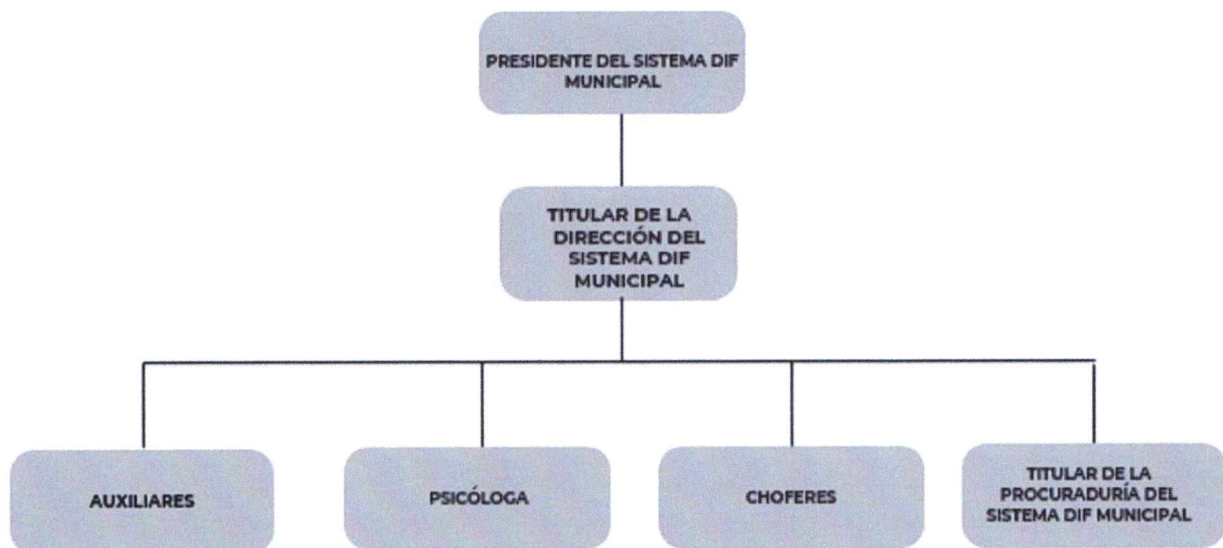 PRESIDENTE DEL SISTEMA DIF
MUNICIPAL
TITULAR DE LA
DIRECCIÓN DEL
SISTEMA DIF
MUNICIPAL
AUXILIARES
PSICÓLOGA
CHOFERES
TITULAR DE LA
PROCURADURÍA DEL
SISTEMA DIF MUNICIPAL